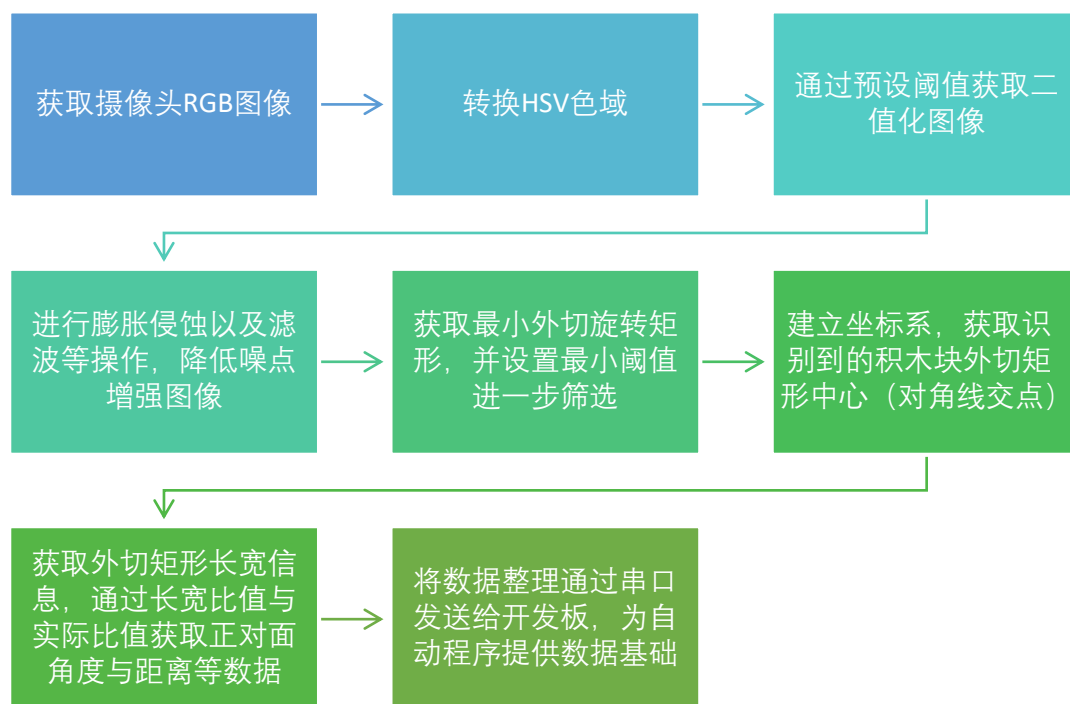 获取摄像头RGB图像
转换HSV色域
通过预设阈值获取二
值化图像
进行膨胀侵蚀以及滤
波等操作，降低噪点
增强图像
获取最小外切旋转矩
形，并设置最小阈值
进一步筛选
建立坐标系，获取识
别到的积木块外切矩
形中心（对角线交点）
获取外切矩形长宽信
息，通过长宽比值与
实际比值获取正对面
角度与距离等数据
将数据整理通过串口
发送给开发板，为自
动程序提供数据基础